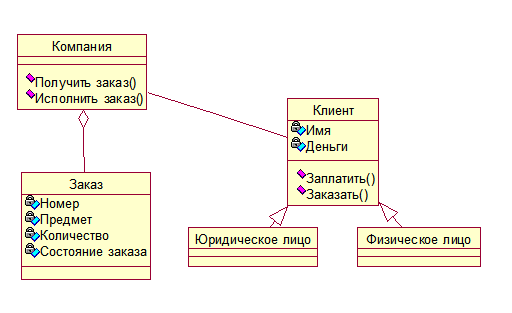 Компания
Получить заказ()
Исполнить заказ()
Клиент
Имя
Деньги
Заплатить()
Заказать()
Заказ
Номер
Предмет
Количество
Состояние заказа
Юридическое лицо
Физическое лицо